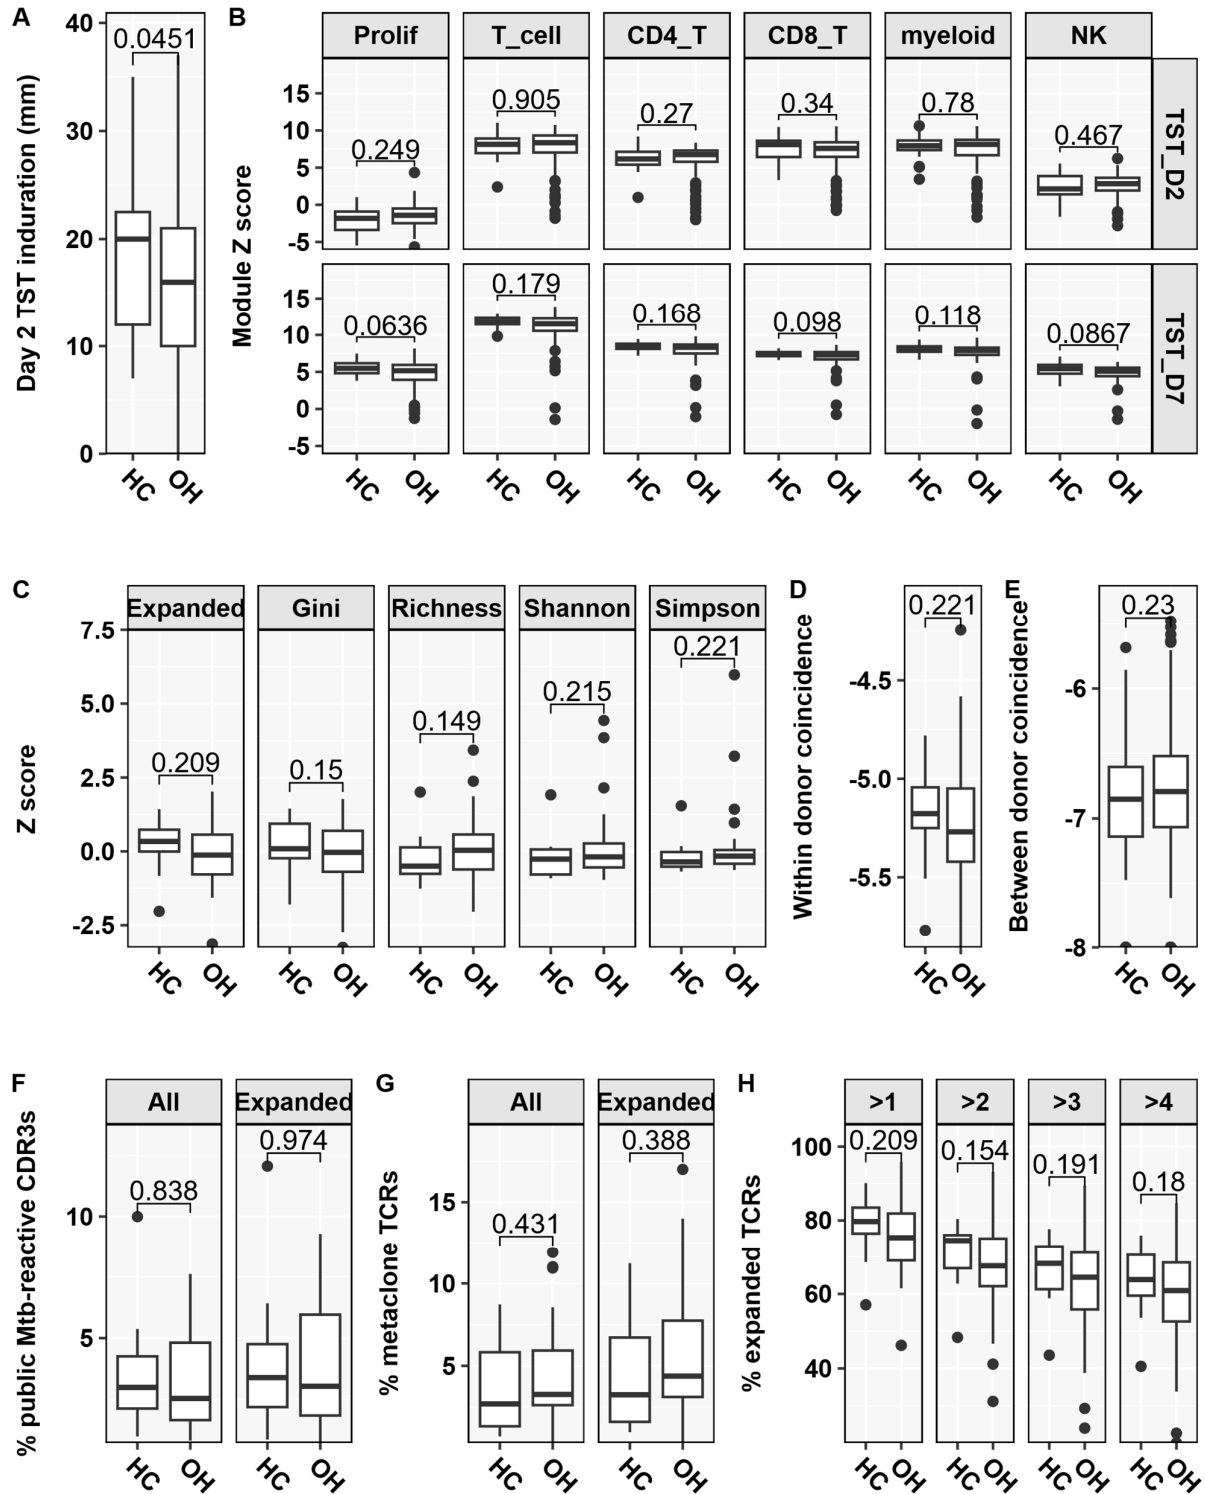 A
Day 2 TST induration (mm)
40
30
20
10
0
0.0451
HC
OH
B
Module Z score
Prolif
T_cell
CD4_T
CD8_T
myeloid
NK
15
10
5
0
-5
0.249
0.905
0.27
0.34
0.78
0.467
TST_D2
15
10
5
0
-5
0.0636
0.179
0.168
0.098
0.118
0.0867
TST_D7
HC
OH
HC
OH
HC
OH
HC
OH
HC
OH
HC
OH
C
Z score
Expanded
Gini
Richness
Shannon
Simpson
7.5
5.0
2.5
0.0
-2.5
0.209
0.15
0.149
0.215
0.221
HC
OH
HC
OH
HC
OH
HC
OH
HC
OH
D
Within donor coincidence
-4.5
-5.0
-5.5
0.221
HC
OH
E
Between donor coincidence
-6
-7
-8
0.23
HC
OH
F
% public Mtb-reactive CDR3s
All
Expanded
10
5
0.838
0.974
HC
OH
HC
OH
G
% metaclone TCRs
All
Expanded
15
10
5
0.431
0.388
HC
OH
HC
OH
H
% expanded TCRs
>1
>2
>3
>4
100
80
60
40
0.209
0.154
0.191
0.18
HC
OH
HC
OH
HC
OH
HC
OH